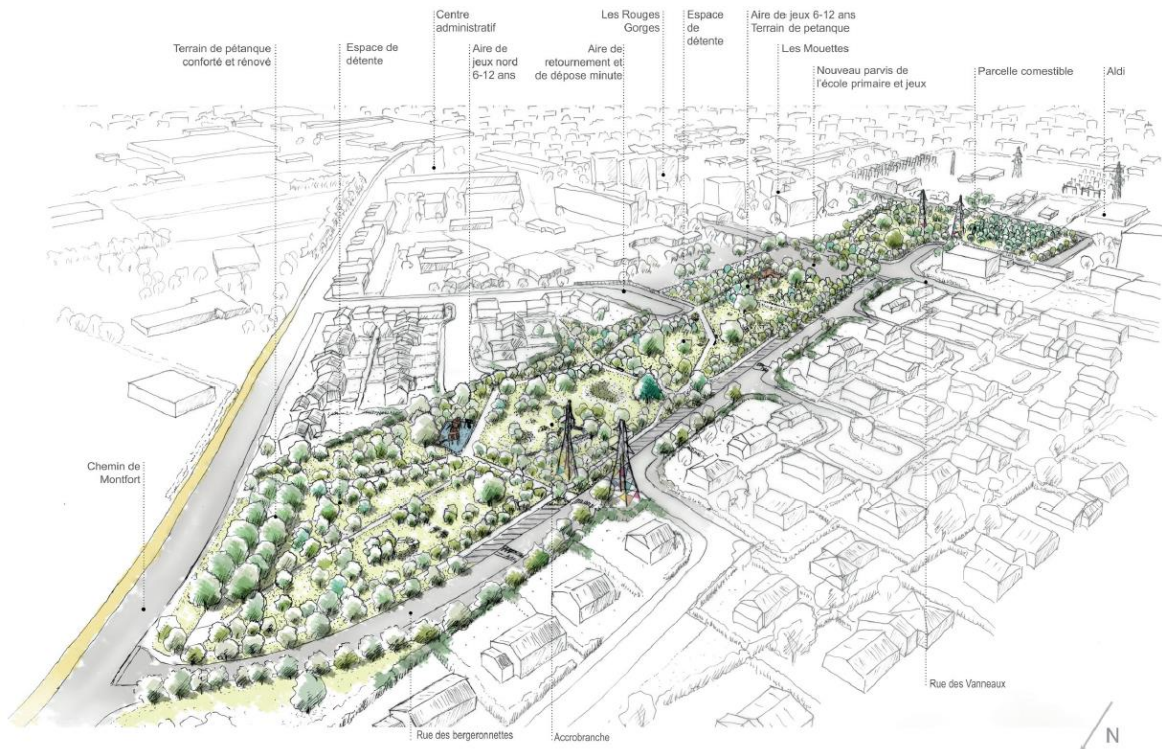 Centre
administratif
Les Rouges
Gorges
Espace
de
détente
Aire de jeux 6-12 ans
Terrain de petanque
Terrain de pétanque
conforté et rénové
Espace de
détente
Aire de
jeux nord
6-12 ans
Aire de
retournement et
de dépose minute
Les Mouettes
Nouveau parvis de
l'école primaire et jeux
Parcelle comestible
Aldi
Chemin de
Montfort
Rue des Vanneaux
Rue des bergeronnettes
Accrobranche
N